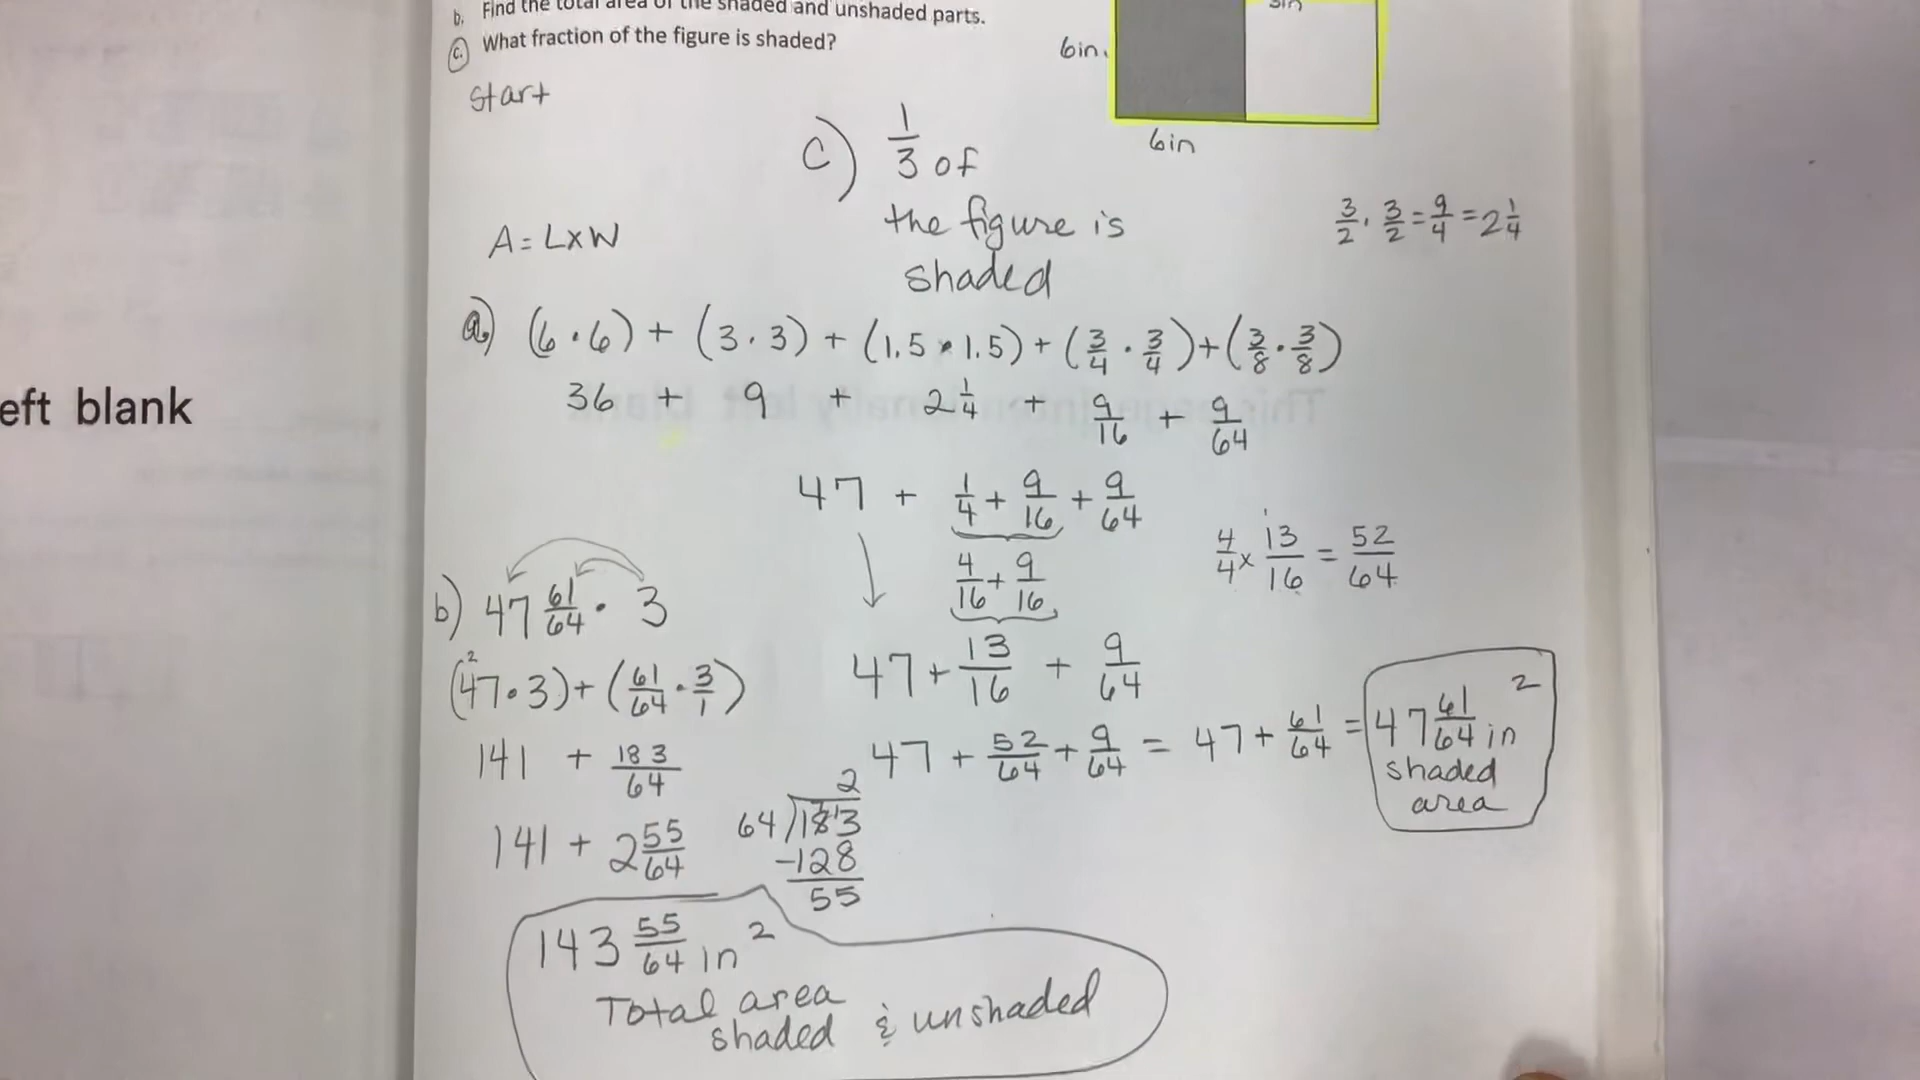 b. Find the total area of the shaded and unshaded parts.
c. What fraction of the figure is shaded?
Start
3in
6in.
6in
c) 1/3 of
the figure is
shaded
3/2 · 3/2 = 9/4 = 2 1/4
A = L x W
a) (6 · 6) + (3 · 3) + (1.5 · 1.5) + (3/4 · 3/4) + (3/8 · 3/8)
36 + 9 + 2 1/4 + 9/16 + 9/64
eft blank
47 + 1/4 + 9/16 + 9/64
4/16 + 9/16
4/4 x 13/16 = 52/64
47 + 13/16 + 9/64
47 + 52/64 + 9/64 = 47 + 61/64 = 47 61/64 in²
shaded
area
b) 47 61/64 · 3
(47 · 3) + (61/64 · 3/1)
141 + 183/64
141 + 2 55/64
2
64)183
-128
55
143 55/64 in²
Total area
shaded & unshaded